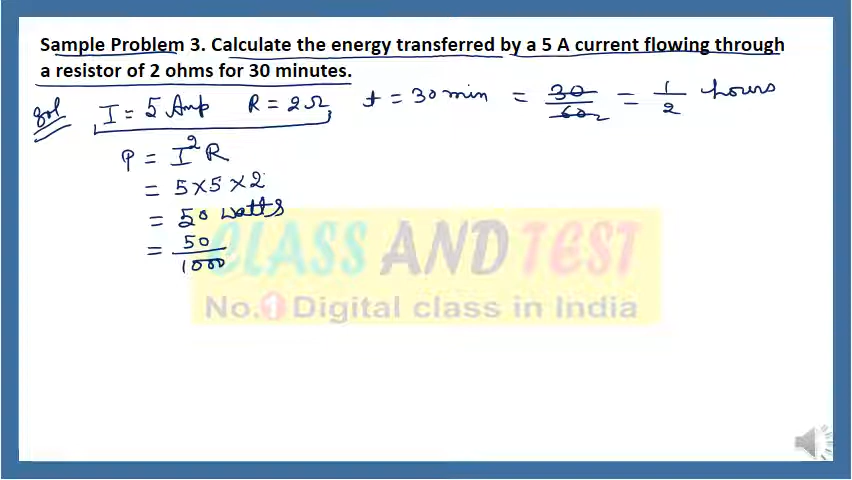 Sample Problem 3. Calculate the energy transferred by a 5 A current flowing through
a resistor of 2 ohms for 30 minutes.
Sol I = 5 Amp R = 2Ω t = 30 min = 30/60 2 = 1/2 hours
P = I²R
= 5×5×2
= 50 watts
= 50/1000
CLASS AND TEST
No.1 Digital class in India